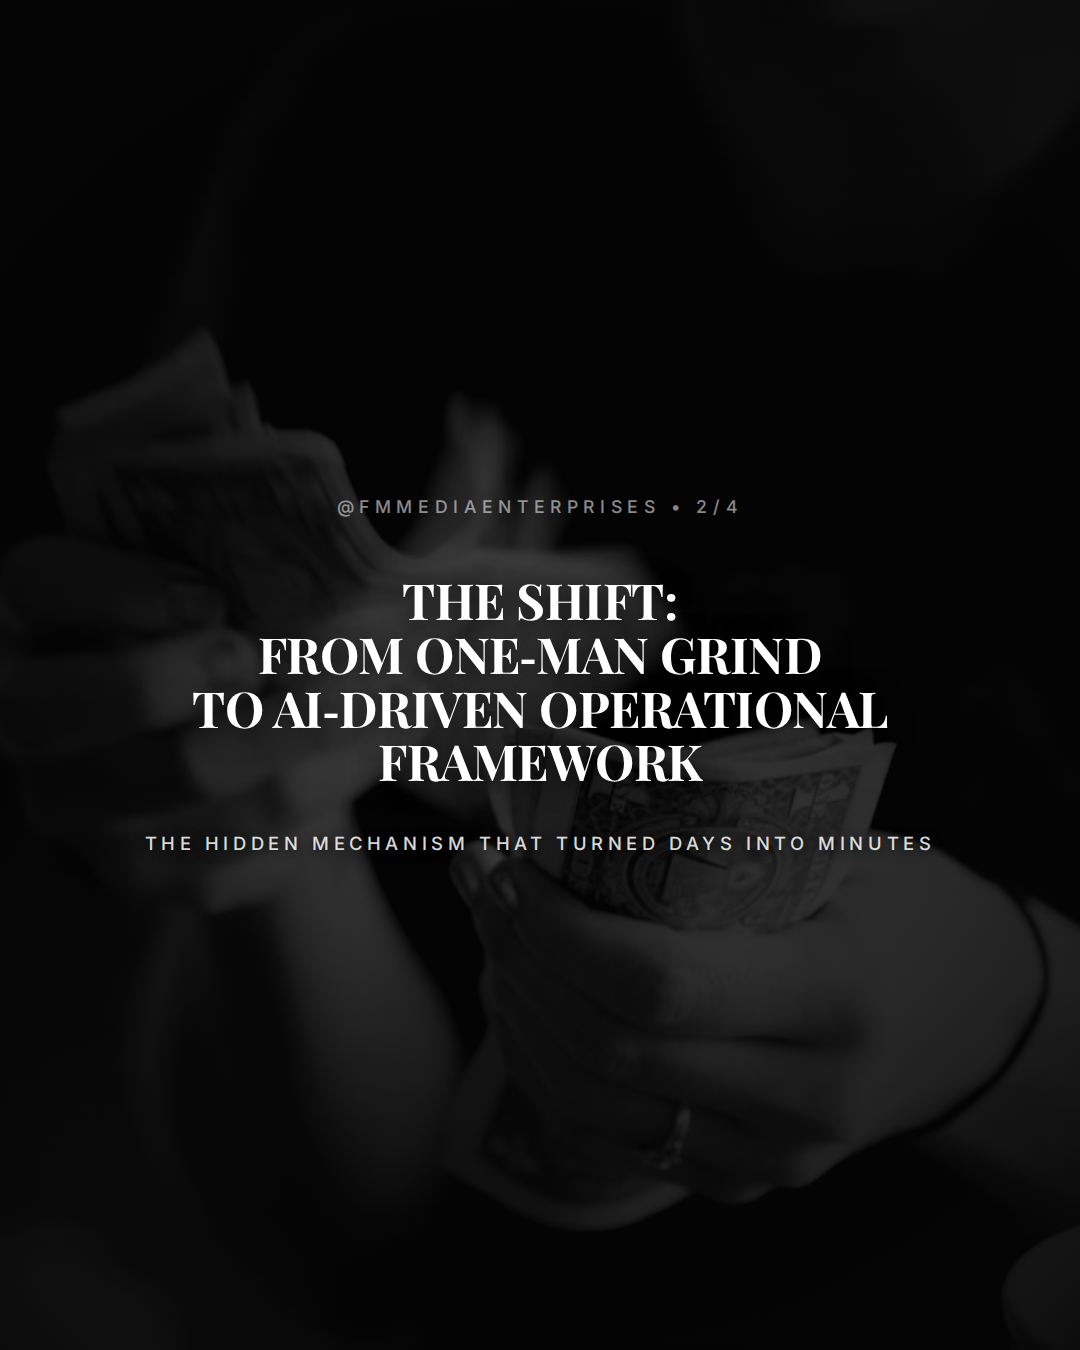 @FMMEDIAENTERPRISES • 2/4
THE SHIFT:
FROM ONE-MAN GRIND
TO AI-DRIVEN OPERATIONAL
FRAMEWORK
THE HIDDEN MECHANISM THAT TURNED DAYS INTO MINUTES